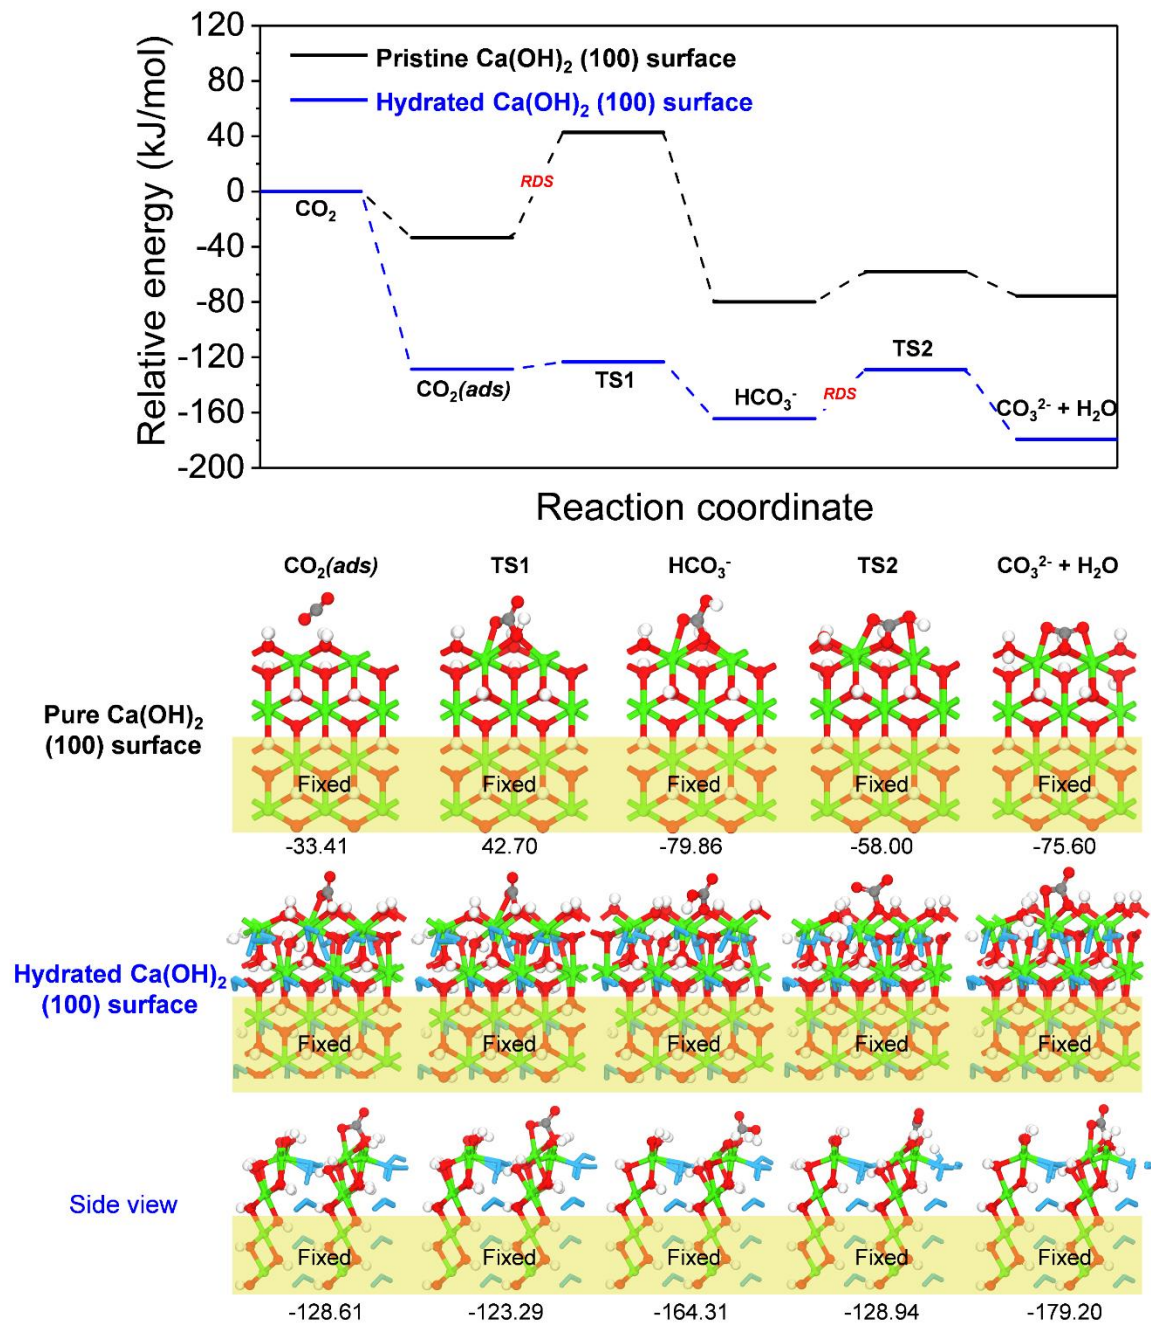 120
80
40
0
-40
-80
-120
-160
-200
Relative energy (kJ/mol)
Pristine Ca(OH)₂ (100) surface
Hydrated Ca(OH)₂ (100) surface
RDS
CO₂
CO₂(ads)
TS1
HCO₃⁻
RDS
TS2
CO₃²⁻ + H₂O
Reaction coordinate
CO₂(ads) TS1 HCO₃⁻ TS2 CO₃²⁻ + H₂O
Pure Ca(OH)₂
(100) surface
Fixed Fixed Fixed Fixed Fixed
-33.41 42.70 -79.86 -58.00 -75.60
Hydrated Ca(OH)₂
(100) surface
Fixed Fixed Fixed Fixed Fixed
Side view
Fixed Fixed Fixed Fixed Fixed
-128.61 -123.29 -164.31 -128.94 -179.20